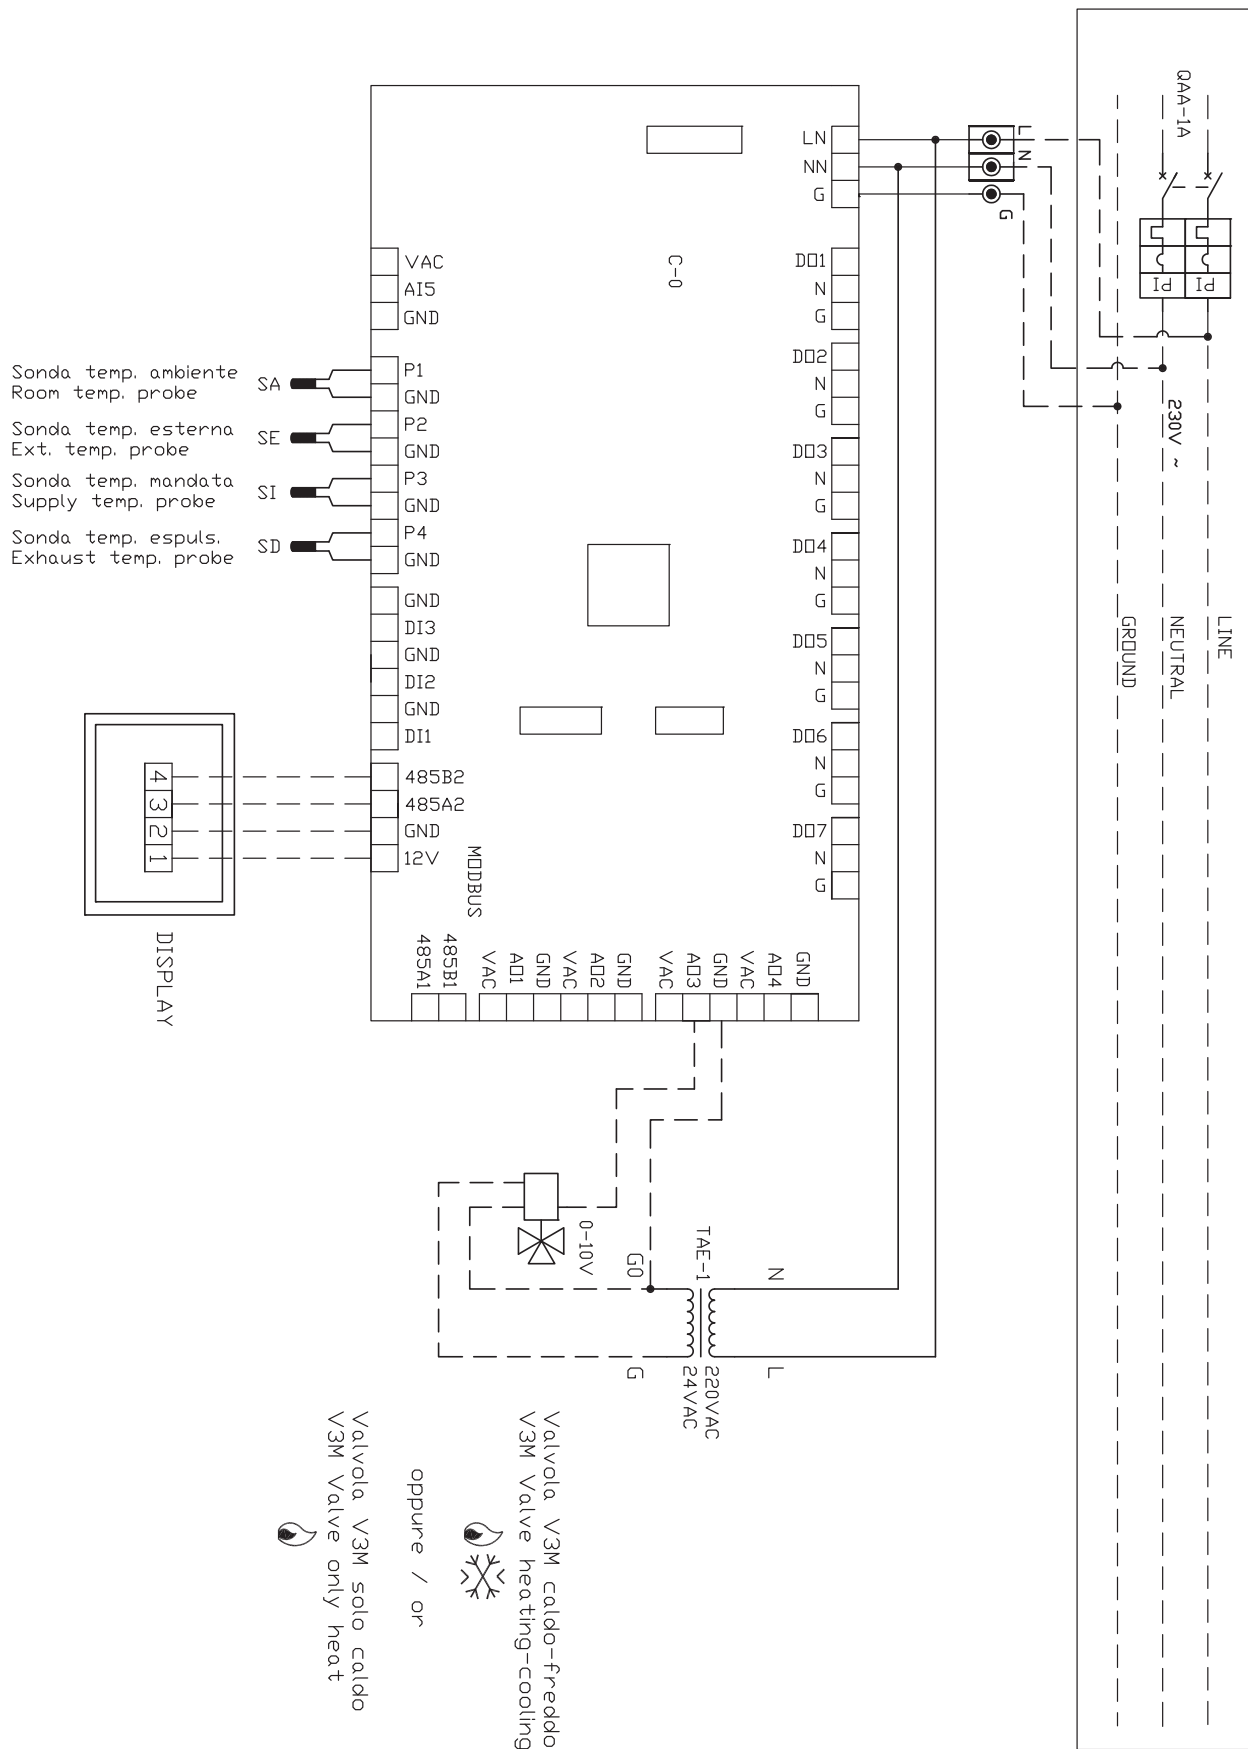 QAA-1A
PI
PI
230V ~
LINE
NEUTRAL
GROUND
L
N
G
LN
NN
G
C-0
DO1
N
G
DO2
N
G
DO3
N
G
DO4
N
G
DO5
N
G
DO6
N
G
DO7
N
G
VAC
AI5
GND
P1
GND
P2
GND
P3
GND
P4
GND
GND
DI3
GND
DI2
GND
DI1
485B2
485A2
GND
12V
MODBUS
Sonda temp. ambiente
Room temp. probe
SA
Sonda temp. esterna
Ext. temp. probe
SE
Sonda temp. mandata
Supply temp. probe
SI
Sonda temp. espuls.
Exhaust temp. probe
SD
4
3
2
1
DISPLAY
485A1
485B1
VAC
AO1
GND
VAC
AO2
GND
VAC
AO3
GND
VAC
AO4
GND
0-10V
G0
TAE-1
N
G
24VAC
220VAC
L
Valvola V3M caldo-freddo
V3M Valve heating-cooling
oppure / or
Valvola V3M solo caldo
V3M Valve only heat